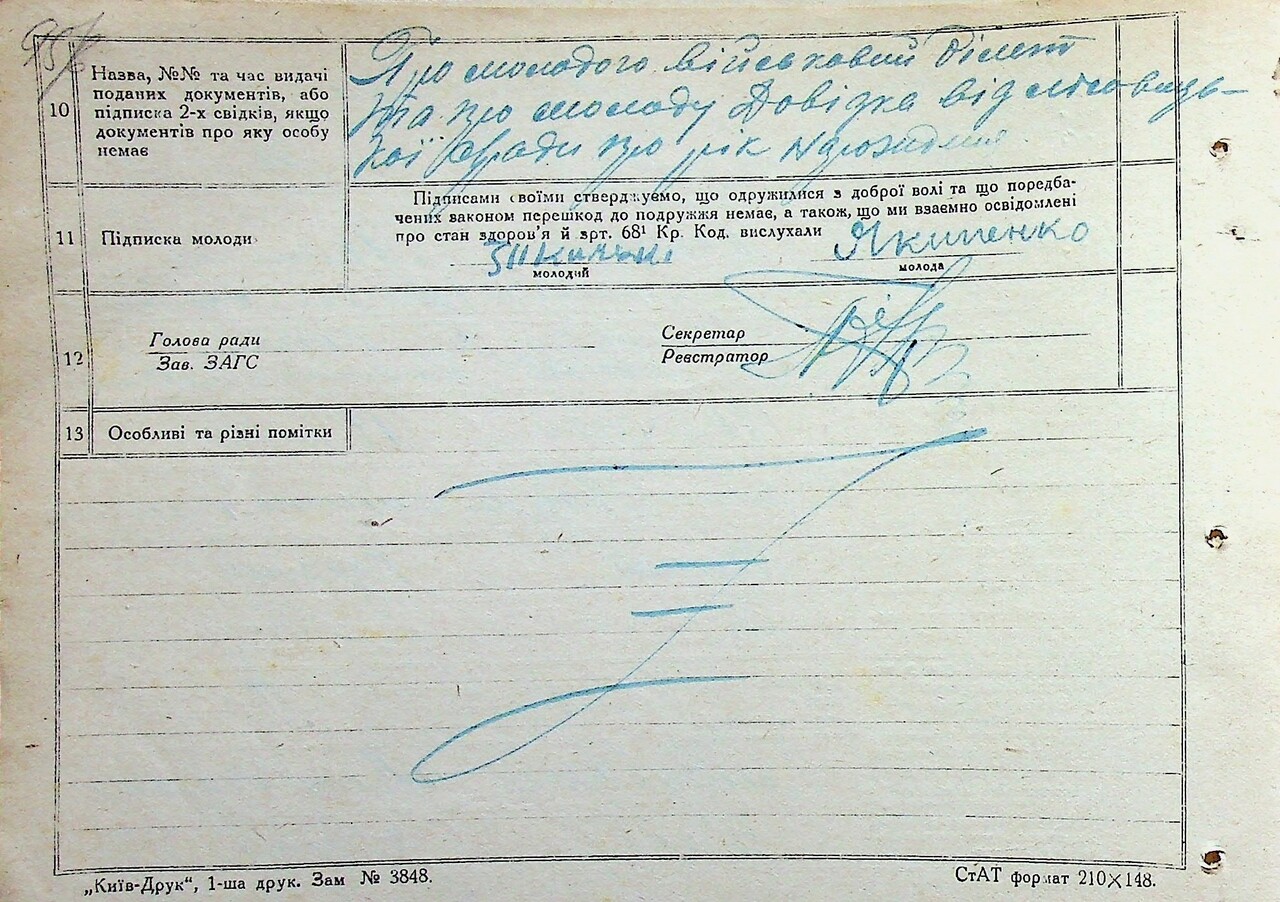 95
10
Назва, №№ та час видачі
поданих документів, або
підписка 2-х свідків, якщо
документів про яку особу
немає
Про молодого військовий білет
та про молоду Довідка від
кої Сради про рік народження
11
Підписка молоди
Підписами своїми стверджуємо, що одружилися з доброї волі та що передба-
чених законом перешкод до подружжя немає, а також, що ми взаємно освідомлені
про стан здоров'я й арт. 68¹ Кр. Код. вислухали
Якипенко
молодий
молода
12
Голова ради
Зав. ЗАГС
Секретар
Реєстратор
13
Особливі та різні помітки
„Київ-Друк“, 1-ша друк. Зам № 3848.
СтАТ формат 210×148.